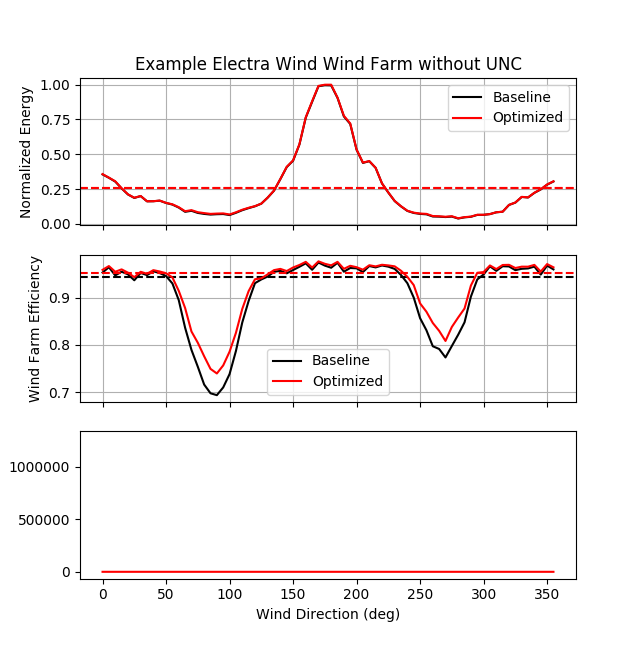 Example Electra Wind Wind Farm without UNC
Normalized Energy
1.00
0.75
0.50
0.25
0.00
Baseline
Optimized
Wind Farm Efficiency
0.9
0.8
0.7
Baseline
Optimized
1000000
500000
0
0 50 100 150 200 250 300 350
Wind Direction (deg)